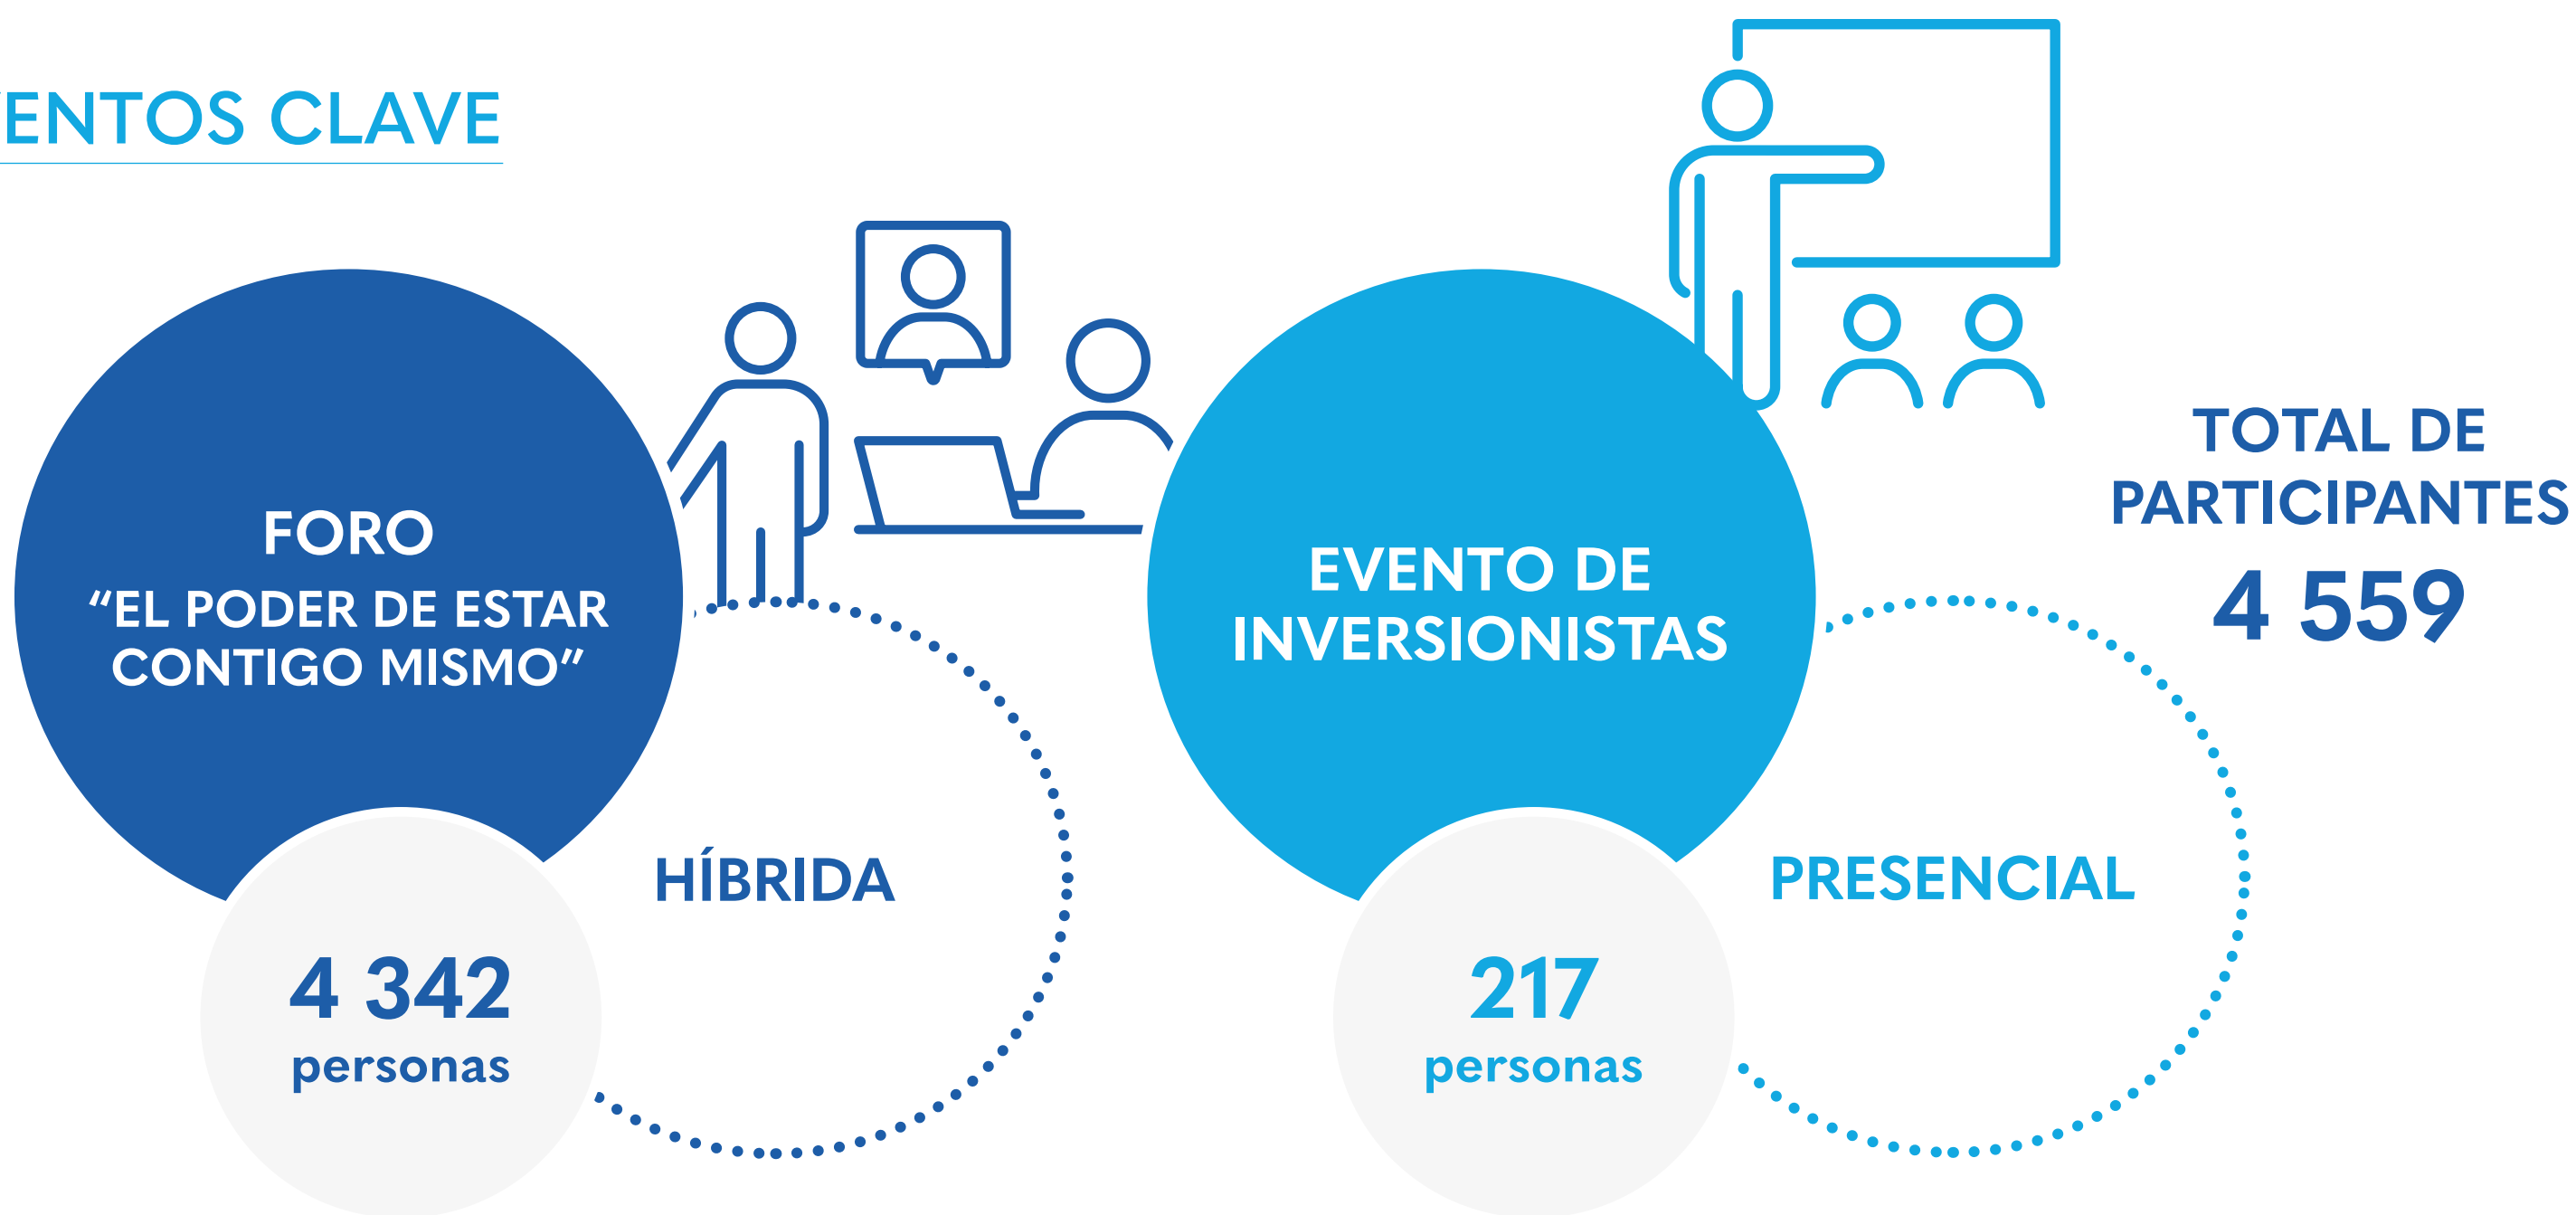 ENTOS CLAVE
FORO
“EL PODER DE ESTAR
CONTIGO MISMO”
HÍBRIDA
4 342
personas
EVENTO DE
INVERSIONISTAS
PRESENCIAL
217
personas
TOTAL DE
PARTICIPANTES
4 559